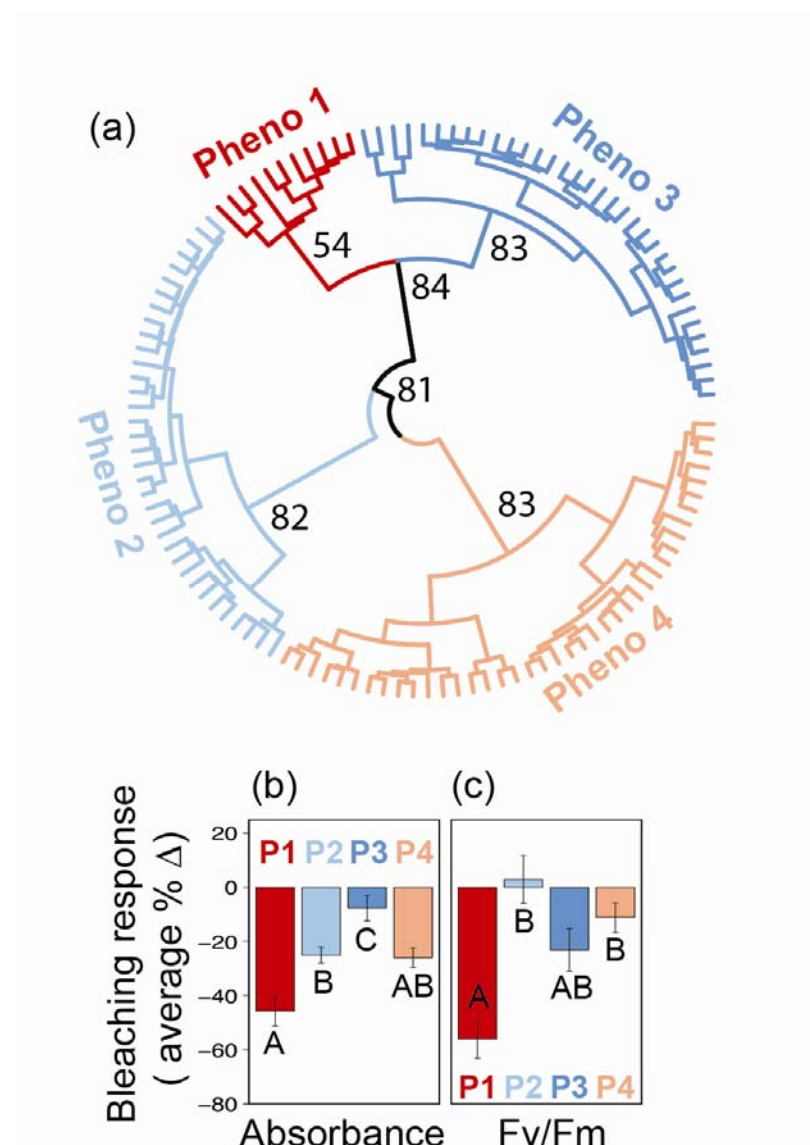 (a)
Pheno 1
Pheno 3
54
83
84
81
Pheno 2
82
83
Pheno 4
(b)
(c)
Bleaching response
( average % Δ)
20
0
−20
−40
−60
−80
P1 P2 P3 P4
A
B
C
AB
A
B
AB
B
P1 P2 P3 P4
Absorbance
Fv/Fm